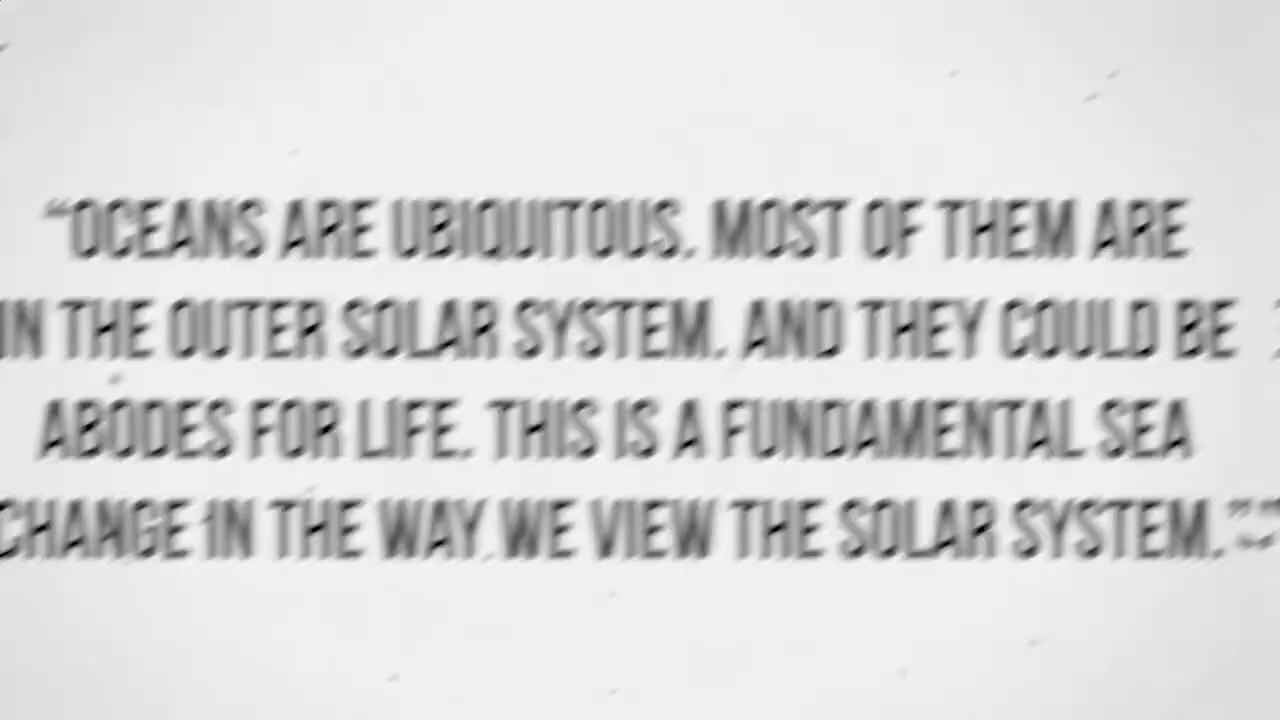 “OCEANS ARE UBIQUITOUS. MOST OF THEM ARE
IN THE OUTER SOLAR SYSTEM. AND THEY COULD BE
ABODES FOR LIFE. THIS IS A FUNDAMENTAL SEA
CHANGE IN THE WAY WE VIEW THE SOLAR SYSTEM.”